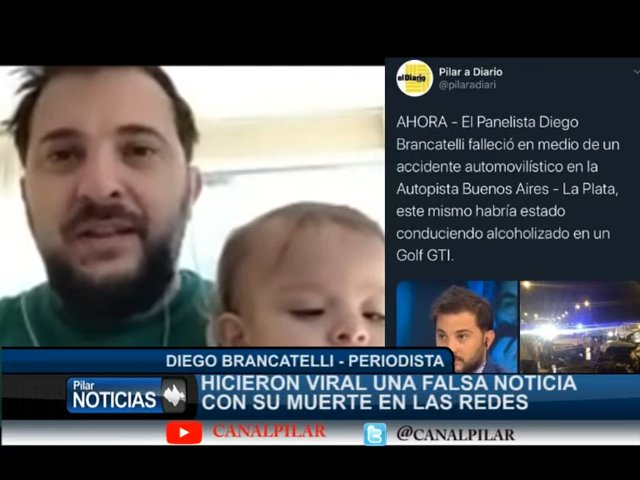 el Diario
Pilar a Diario
@pilaradiari
AHORA - El Panelista Diego
Brancatelli falleció en medio de un
accidente automovilístico en la
Autopista Buenos Aires - La Plata,
este mismo habría estado
conduciendo alcoholizado en un
Golf GTI.
DIEGO BRANCATELLI - PERIODISTA
Pilar
NOTICIAS
HICIERON VIRAL UNA FALSA NOTICIA
CON SU MUERTE EN LAS REDES
CANALPILAR
@CANALPILAR